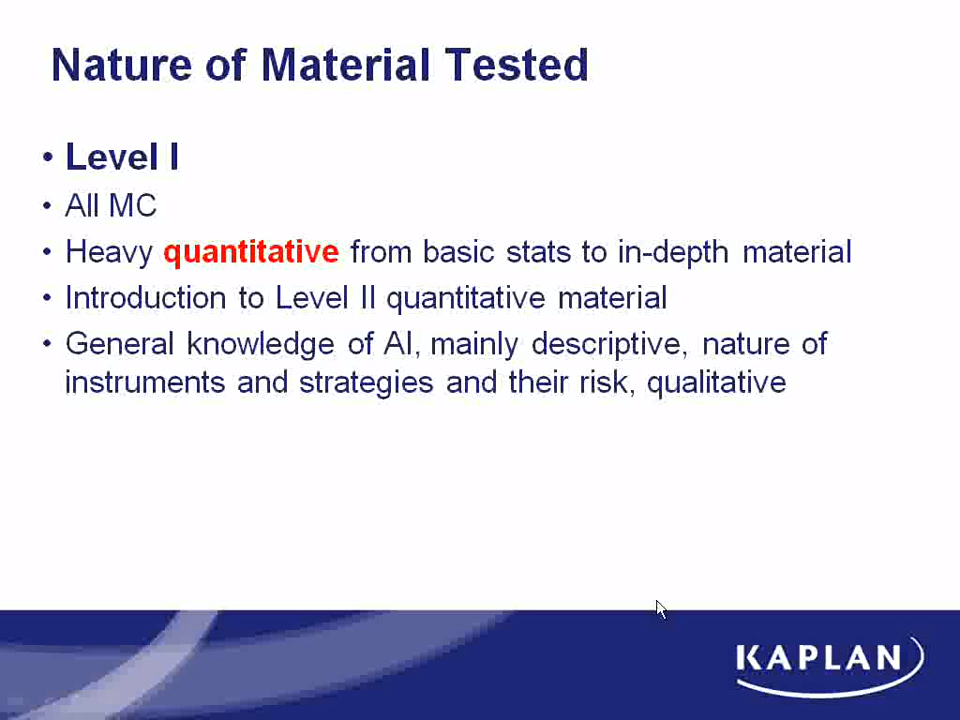 Nature of Material Tested
• Level I
• All MC
• Heavy quantitative from basic stats to in-depth material
• Introduction to Level II quantitative material
• General knowledge of AI, mainly descriptive, nature of
instruments and strategies and their risk, qualitative
KAPLAN